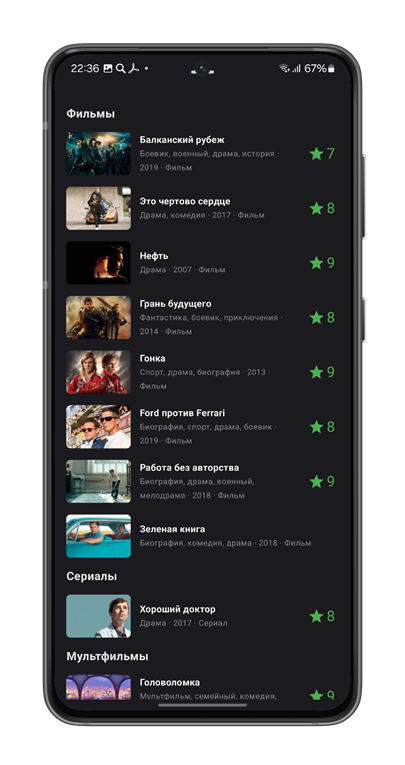 22:36 67%
Фильмы
Балканский рубеж
Боевик, военный, драма, история ·
2019 · Фильм
7
Это чертово сердце
Драма, комедия · 2017 · Фильм
8
Нефть
Драма · 2007 · Фильм
9
Грань будущего
Фантастика, боевик, приключения ·
2014 · Фильм
8
Гонка
Спорт, драма, биография · 2013 ·
Фильм
9
Ford против Ferrari
Биография, спорт, драма, боевик ·
2019 · Фильм
8
Работа без авторства
Биография, драма, военный,
мелодрама · 2018 · Фильм
9
Зеленая книга
Биография, комедия, драма · 2018 · Фильм
Сериалы
Хороший доктор
Драма · 2017 · Сериал
8
Мультфильмы
Головоломка
Мультфильм, семейный, комедия,
9